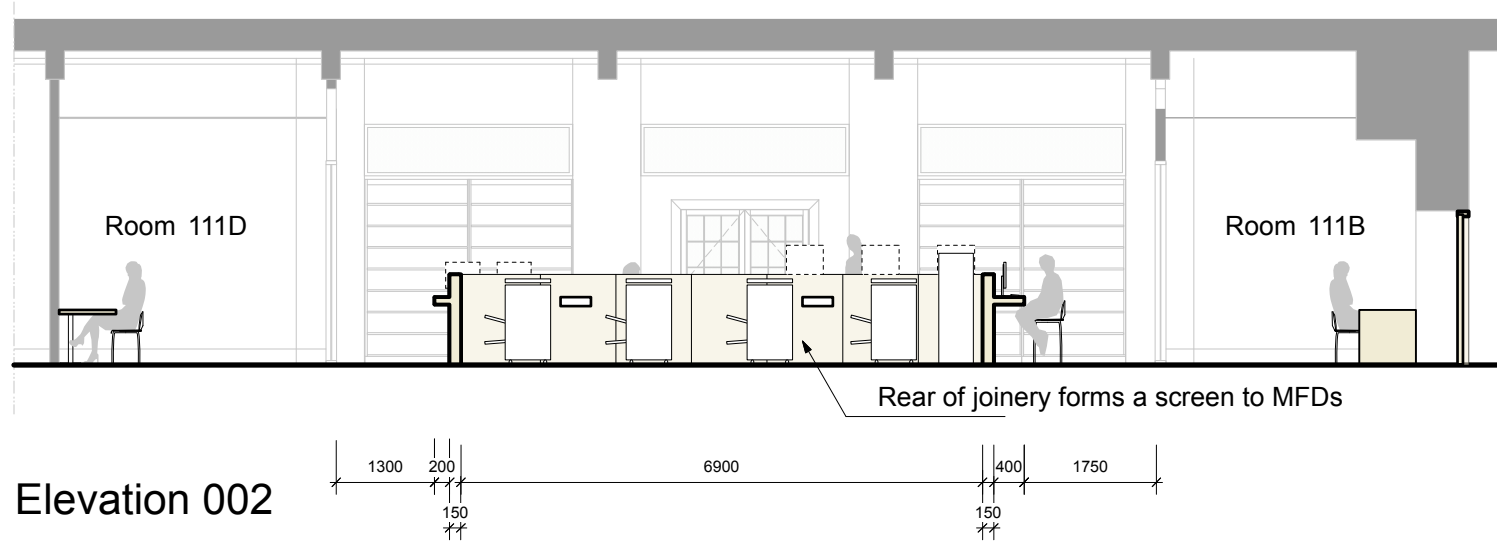 Room 111D
Room 111B
Rear of joinery forms a screen to MFDs
1300 200 6900 400 1750
150 150
Elevation 002